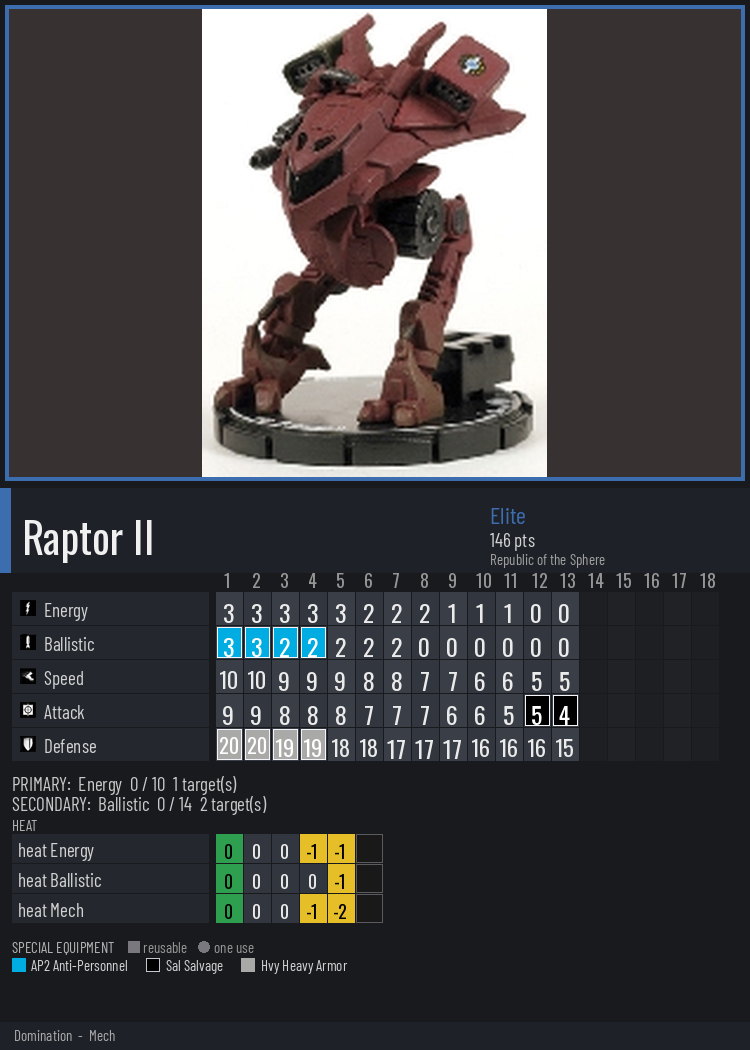 Raptor II
Elite
146 pts
Republic of the Sphere
1 2 3 4 5 6 7 8 9 10 11 12 13 14 15 16 17 18
Energy 3 3 3 3 3 2 2 2 1 1 1 0 0
Ballistic 3 3 2 2 2 2 2 0 0 0 0 0 0
Speed 10 10 9 9 9 8 8 7 7 6 6 5 5
Attack 9 9 8 8 8 7 7 7 6 6 5 5 4
Defense 20 20 19 19 18 18 17 17 17 16 16 16 15
PRIMARY: Energy 0 / 10 1 target(s)
SECONDARY: Ballistic 0 / 14 2 target(s)
HEAT
heat Energy 0 0 0 -1 -1
heat Ballistic 0 0 0 0 -1
heat Mech 0 0 0 -1 -2
SPECIAL EQUIPMENT reusable one use
AP2 Anti-Personnel Sal Salvage Hvy Heavy Armor
Domination - Mech